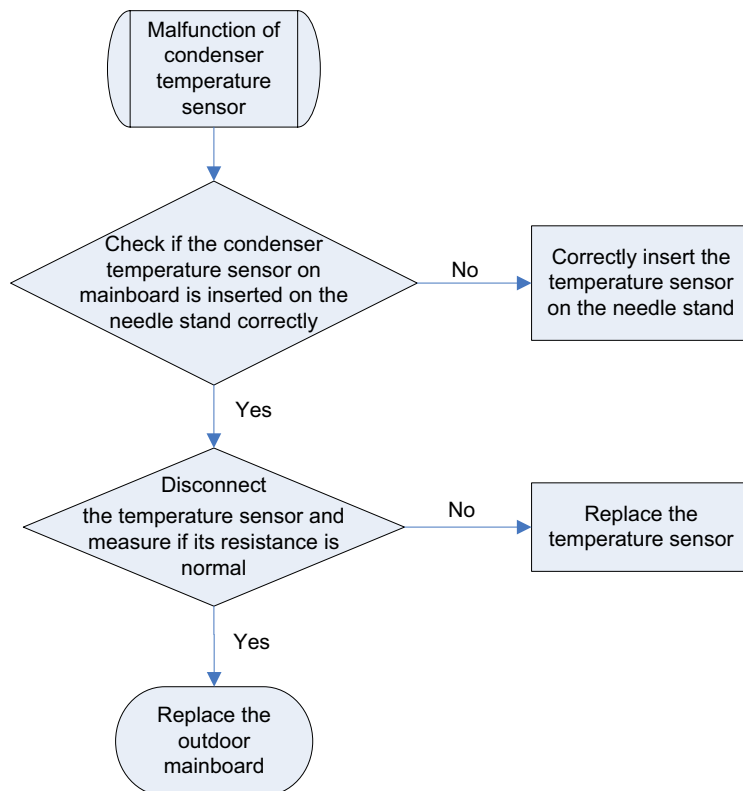 Malfunction of
condenser
temperature
sensor
Check if the condenser
temperature sensor on
mainboard is inserted on the
needle stand correctly
No
Correctly insert the
temperature sensor
on the needle stand
Yes
Disconnect
the temperature sensor and
measure if its resistance is
normal
No
Replace the
temperature sensor
Yes
Replace the
outdoor
mainboard